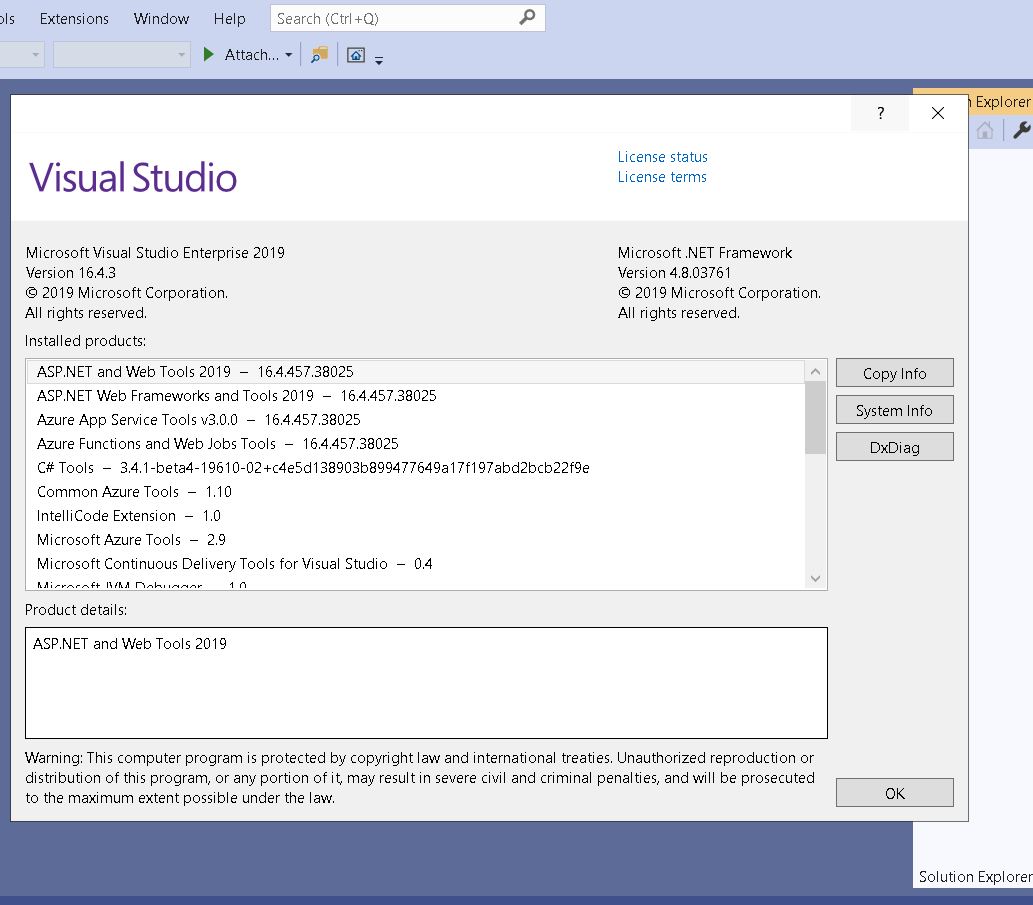 ols Extensions Window Help Search (Ctrl+Q)
Attach...
n Explorer
?
Visual Studio
License status
License terms
Microsoft Visual Studio Enterprise 2019
Version 16.4.3
© 2019 Microsoft Corporation.
All rights reserved.
Microsoft .NET Framework
Version 4.8.03761
© 2019 Microsoft Corporation.
All rights reserved.
Installed products:
ASP.NET and Web Tools 2019 – 16.4.457.38025
ASP.NET Web Frameworks and Tools 2019 – 16.4.457.38025
Azure App Service Tools v3.0.0 – 16.4.457.38025
Azure Functions and Web Jobs Tools – 16.4.457.38025
C# Tools – 3.4.1-beta4-19610-02+c4e5d138903b899477649a17f197abd2bcb22f9e
Common Azure Tools – 1.10
IntelliCode Extension – 1.0
Microsoft Azure Tools – 2.9
Microsoft Continuous Delivery Tools for Visual Studio – 0.4
Microsoft JVM Debugger – 1.0
Copy Info
System Info
DxDiag
Product details:
ASP.NET and Web Tools 2019
Warning: This computer program is protected by copyright law and international treaties. Unauthorized reproduction or
distribution of this program, or any portion of it, may result in severe civil and criminal penalties, and will be prosecuted
to the maximum extent possible under the law.
OK
Solution Explorer